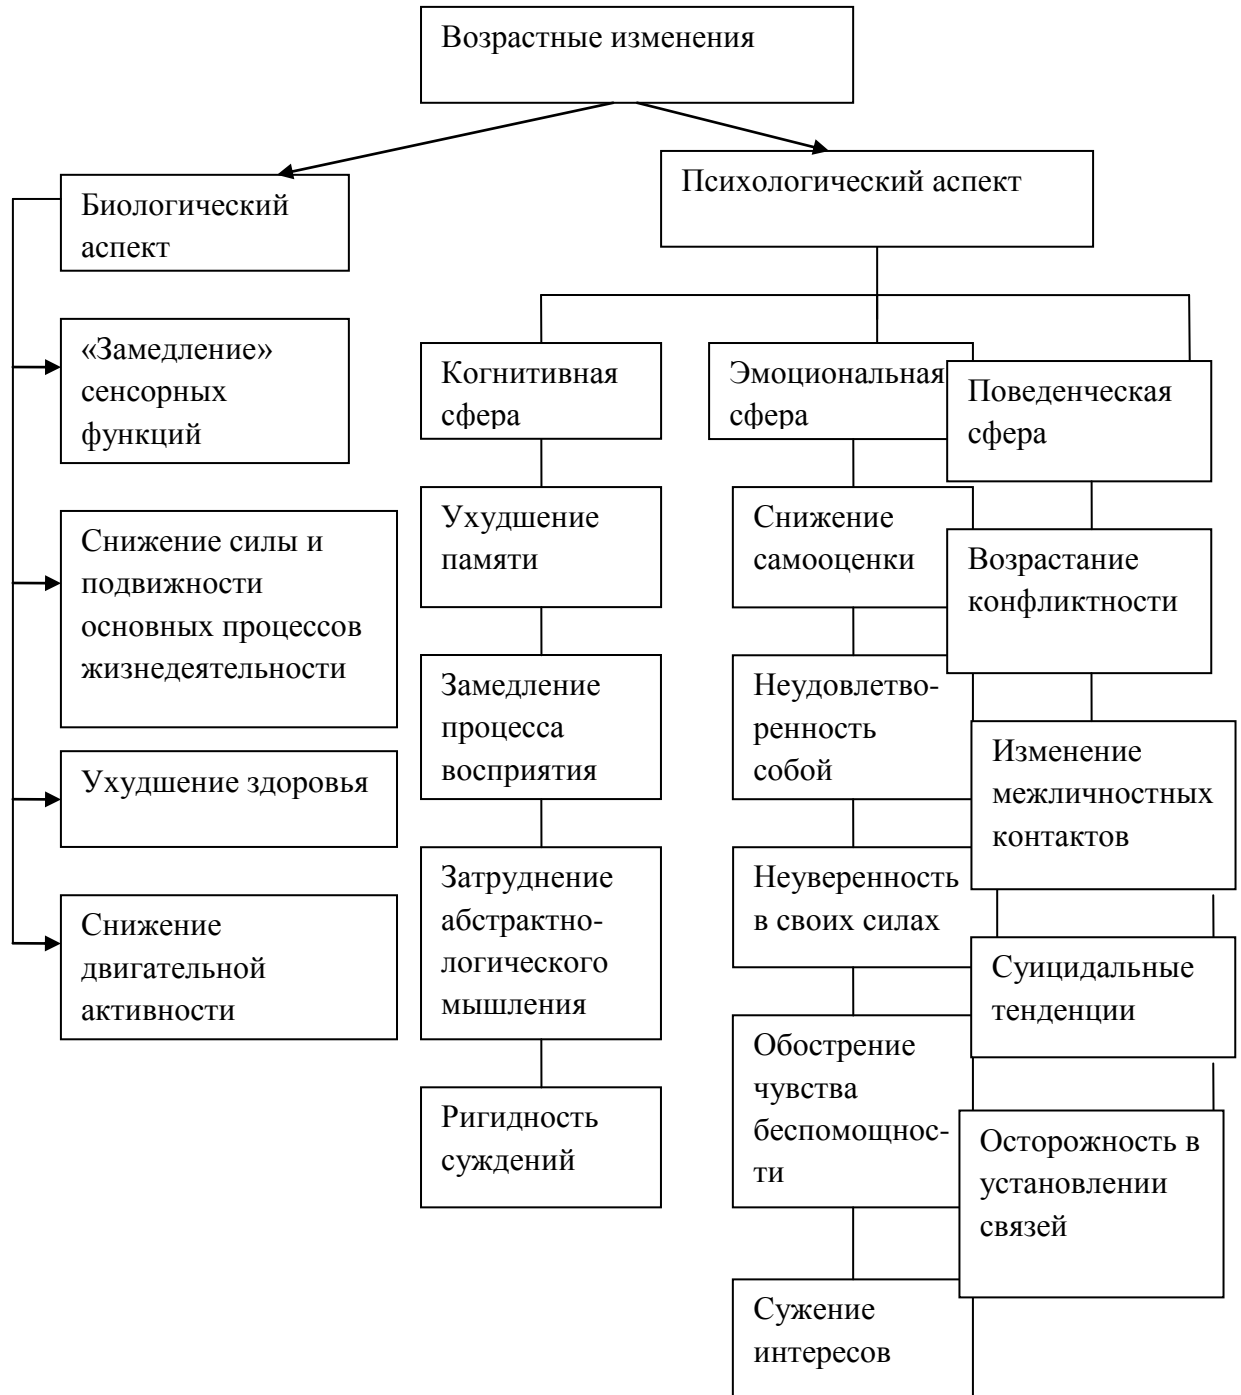 Возрастные изменения
Биологический
аспект
«Замедление»
сенсорных
функций
Снижение силы и
подвижности
основных процессов
жизнедеятельности
Ухудшение здоровья
Снижение
двигательной
активности
Психологический аспект
Когнитивная
сфера
Ухудшение
памяти
Замедление
процесса
восприятия
Затруднение
абстрактно-
логического
мышления
Ригидность
суждений
Эмоциональная
сфера
Снижение
самооценки
Неудовлетво-
ренность
собой
Неуверенность
в своих силах
Обострение
чувства
беспомощнос-
ти
Сужение
интересов
Поведенческая
сфера
Возрастание
конфликтности
Изменение
межличностных
контактов
Суицидальные
тенденции
Осторожность в
установлении
связей